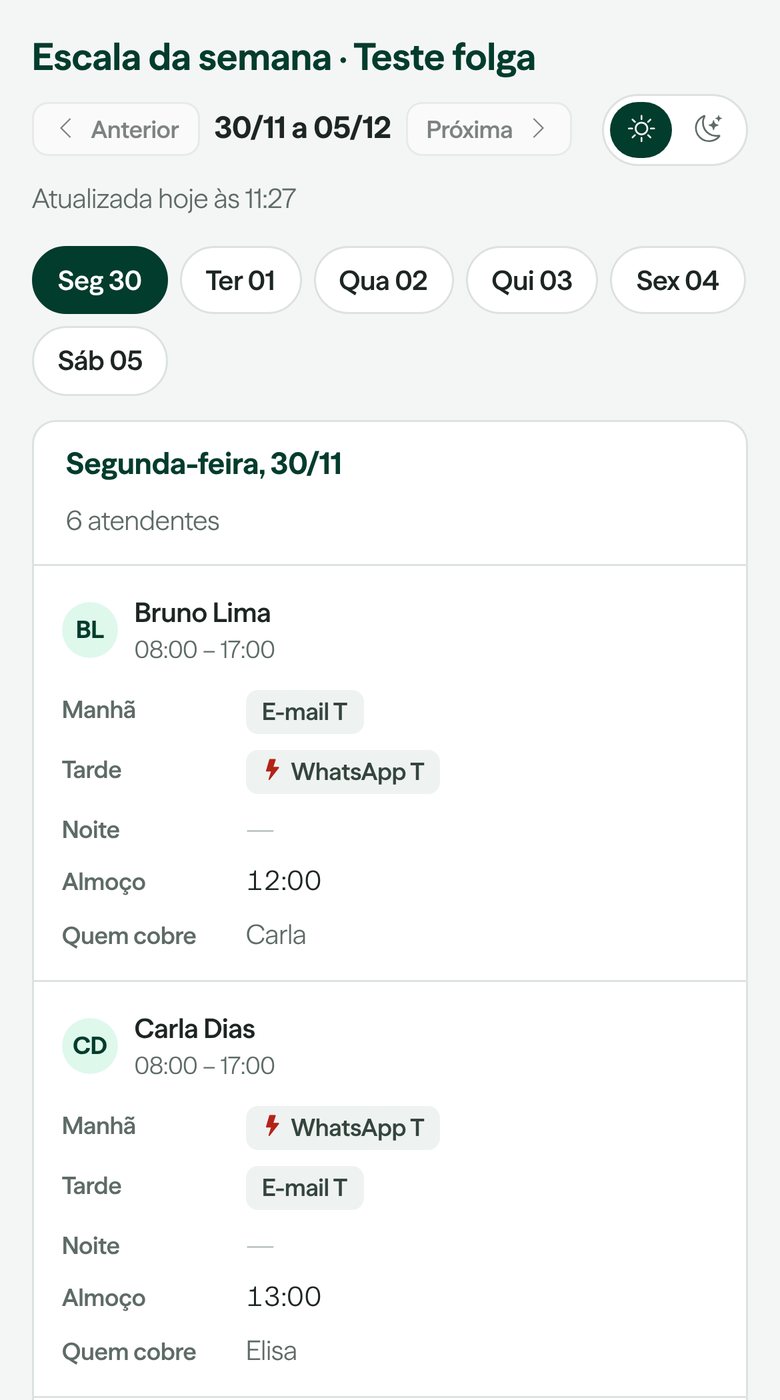 Escala da semana · Teste folga
Anterior 30/11 a 05/12 Próxima
Atualizada hoje às 11:27
Seg 30 Ter 01 Qua 02 Qui 03 Sex 04
Sáb 05
Segunda-feira, 30/11
6 atendentes
BL Bruno Lima
08:00 – 17:00
Manhã E-mail T
Tarde WhatsApp T
Noite —
Almoço 12:00
Quem cobre Carla
CD Carla Dias
08:00 – 17:00
Manhã WhatsApp T
Tarde E-mail T
Noite —
Almoço 13:00
Quem cobre Elisa